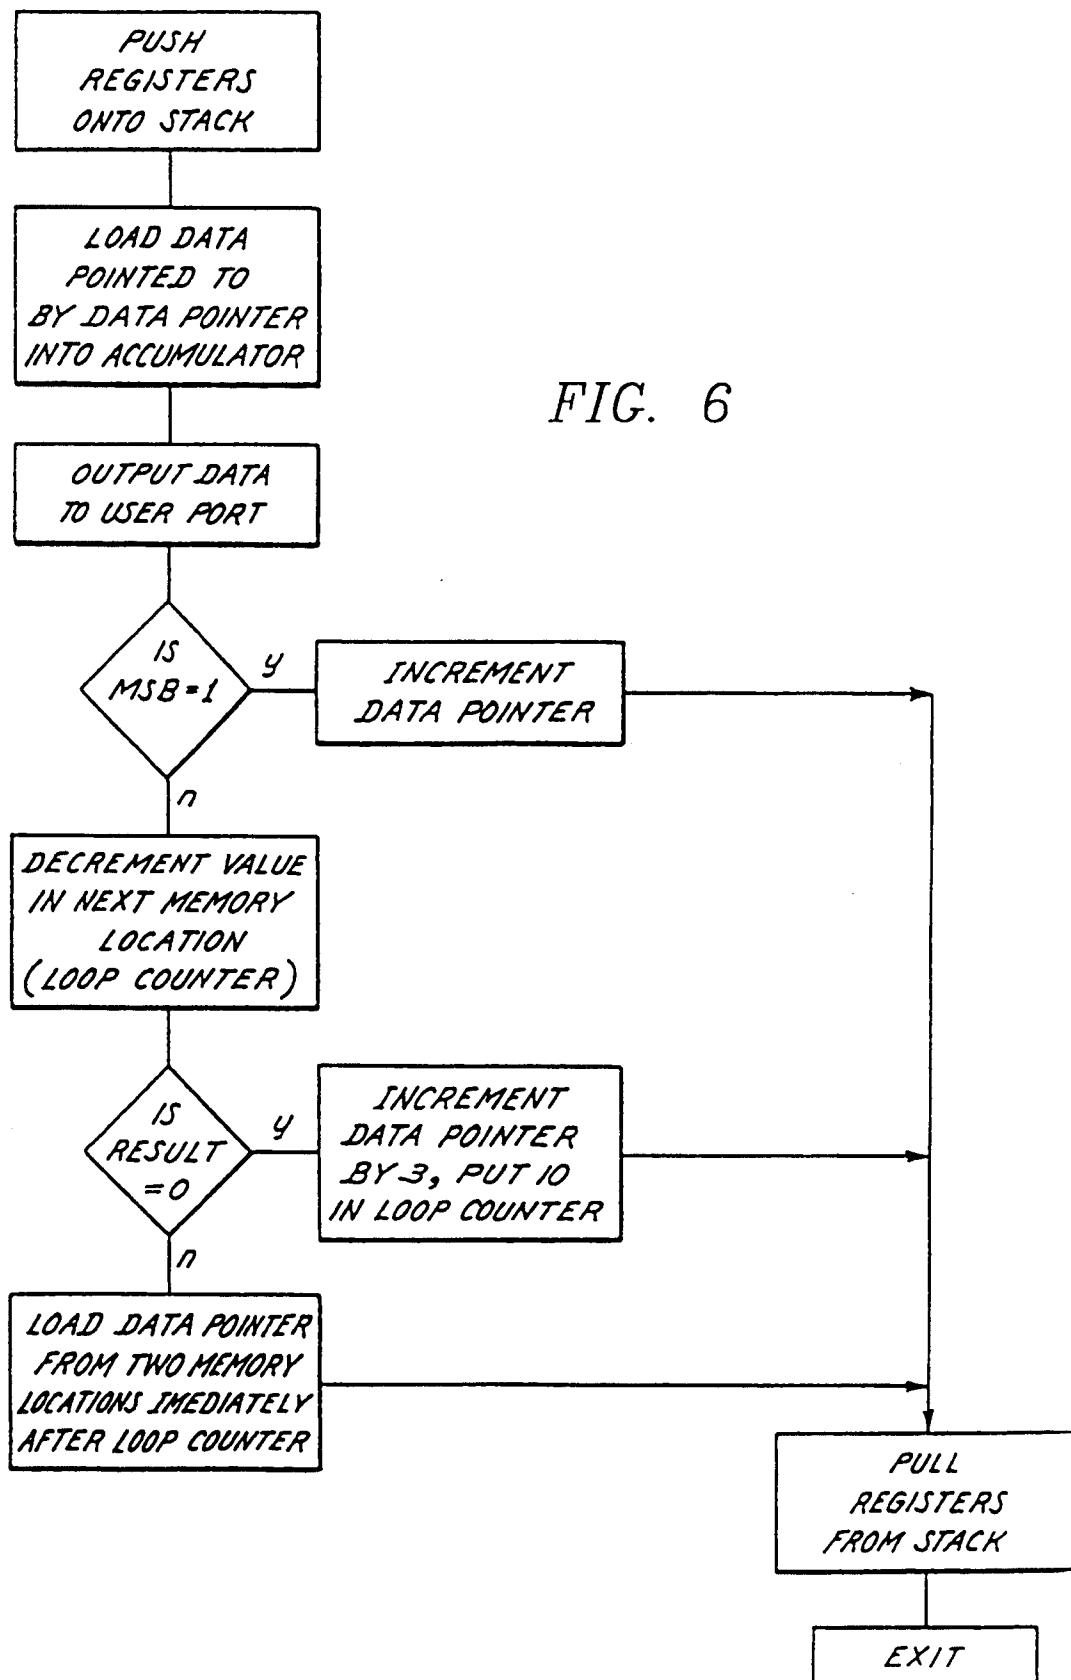 PUSH
REGISTERS
ONTO STACK
LOAD DATA
POINTED TO
BY DATA POINTER
INTO ACCUMULATOR
FIG. 6
OUTPUT DATA
TO USER PORT
IS
MSB=1
y
INCREMENT
DATA POINTER
n
DECREMENT VALUE
IN NEXT MEMORY
LOCATION
(LOOP COUNTER)
IS
RESULT
=0
y
INCREMENT
DATA POINTER
BY 3, PUT 10
IN LOOP COUNTER
n
LOAD DATA POINTER
FROM TWO MEMORY
LOCATIONS IMEDIATELY
AFTER LOOP COUNTER
PULL
REGISTERS
FROM STACK
EXIT